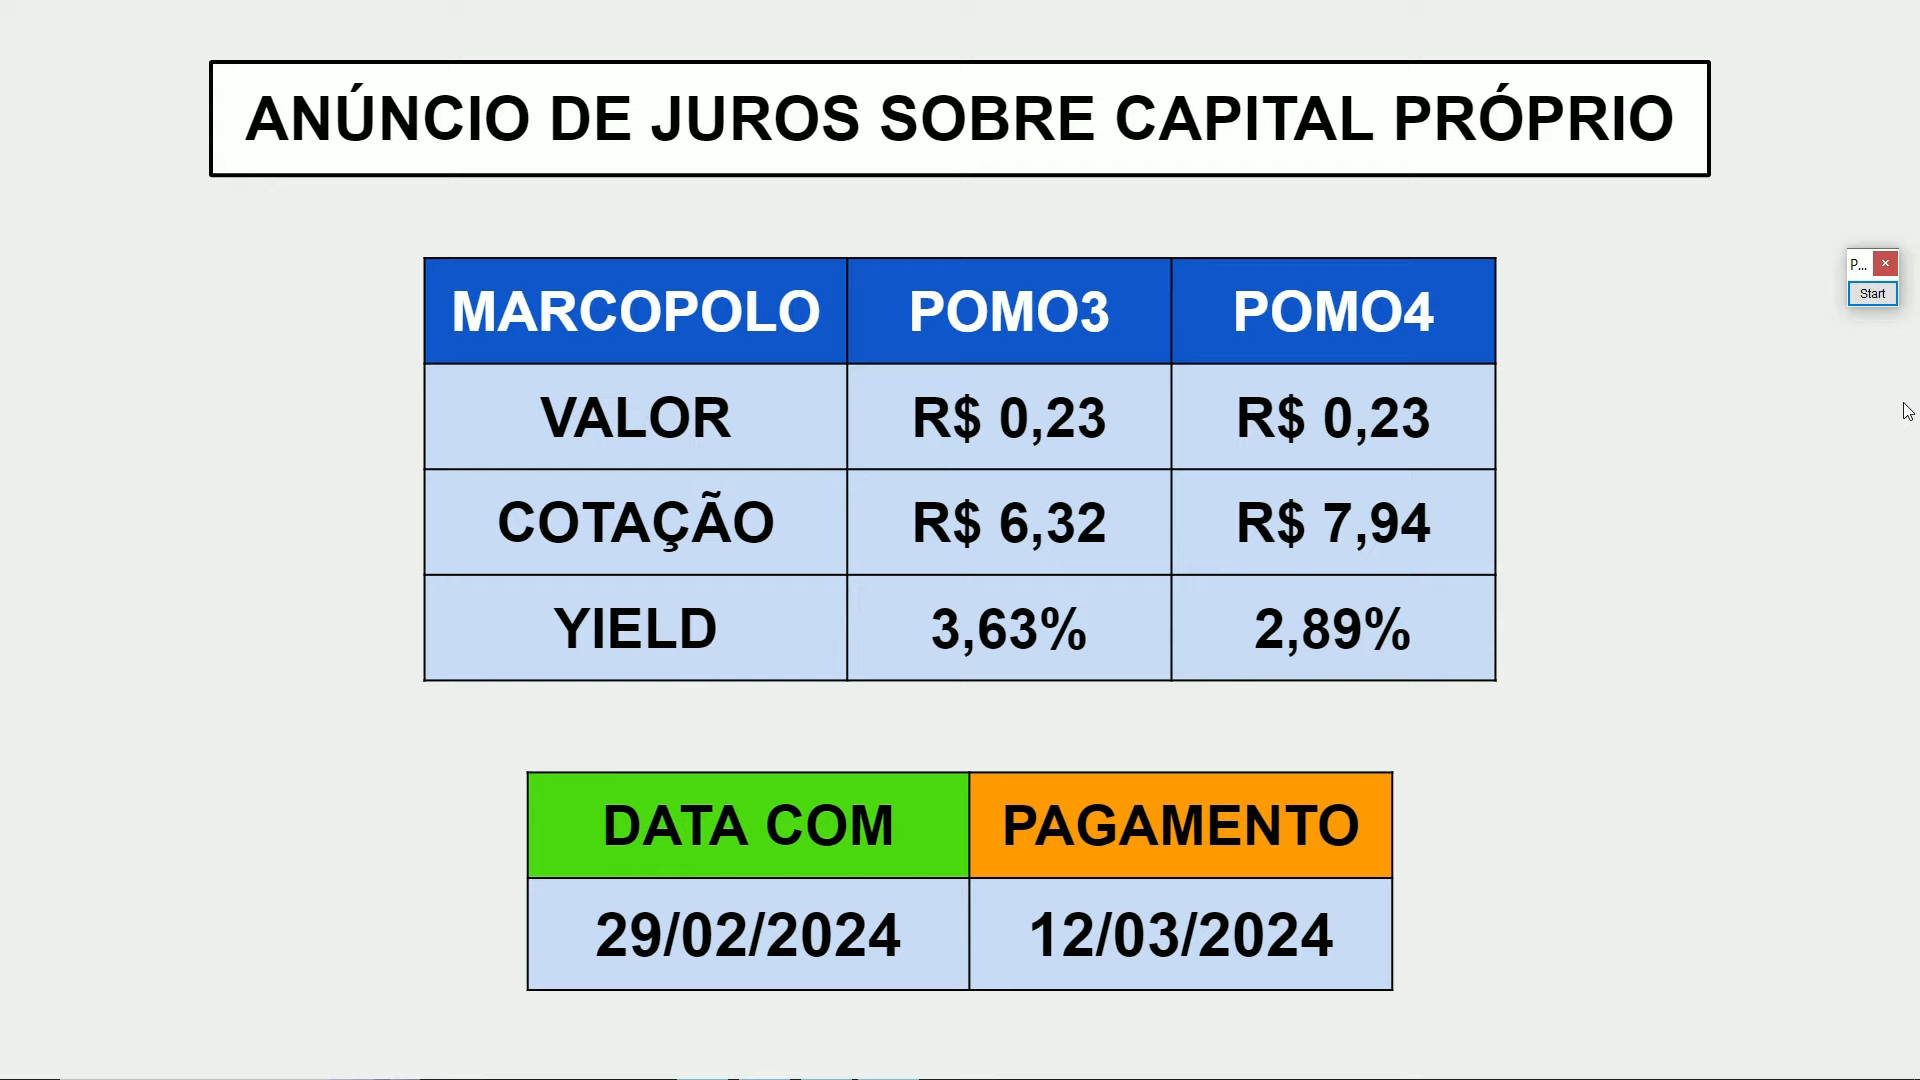 ANÚNCIO DE JUROS SOBRE CAPITAL PRÓPRIO
MARCOPOLO POMO3 POMO4
VALOR R$ 0,23 R$ 0,23
COTAÇÃO R$ 6,32 R$ 7,94
YIELD 3,63% 2,89%
P...
Start
DATA COM PAGAMENTO
29/02/2024 12/03/2024